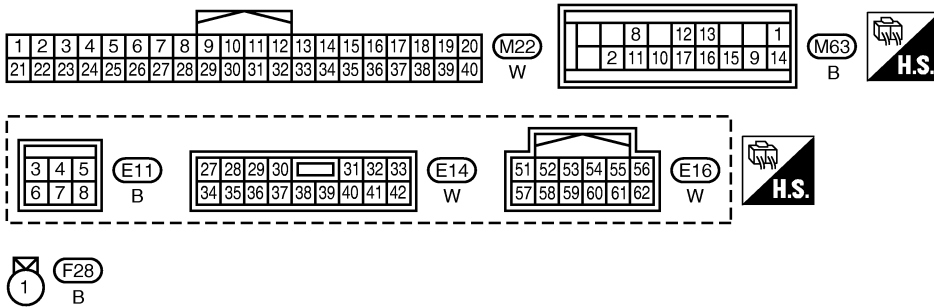 1 2 3 4 5 6 7 8 9 10 11 12 13 14 15 16 17 18 19 20
21 22 23 24 25 26 27 28 29 30 31 32 33 34 35 36 37 38 39 40
M22
W
8 12 13 1
2 11 10 17 16 15 9 14
M63
B
H.S.
3 4 5
6 7 8
E11
B
27 28 29 30 31 32 33
34 35 36 37 38 39 40 41 42
E14
W
51 52 53 54 55 56
57 58 59 60 61 62
E16
W
H.S.
1
F28
B